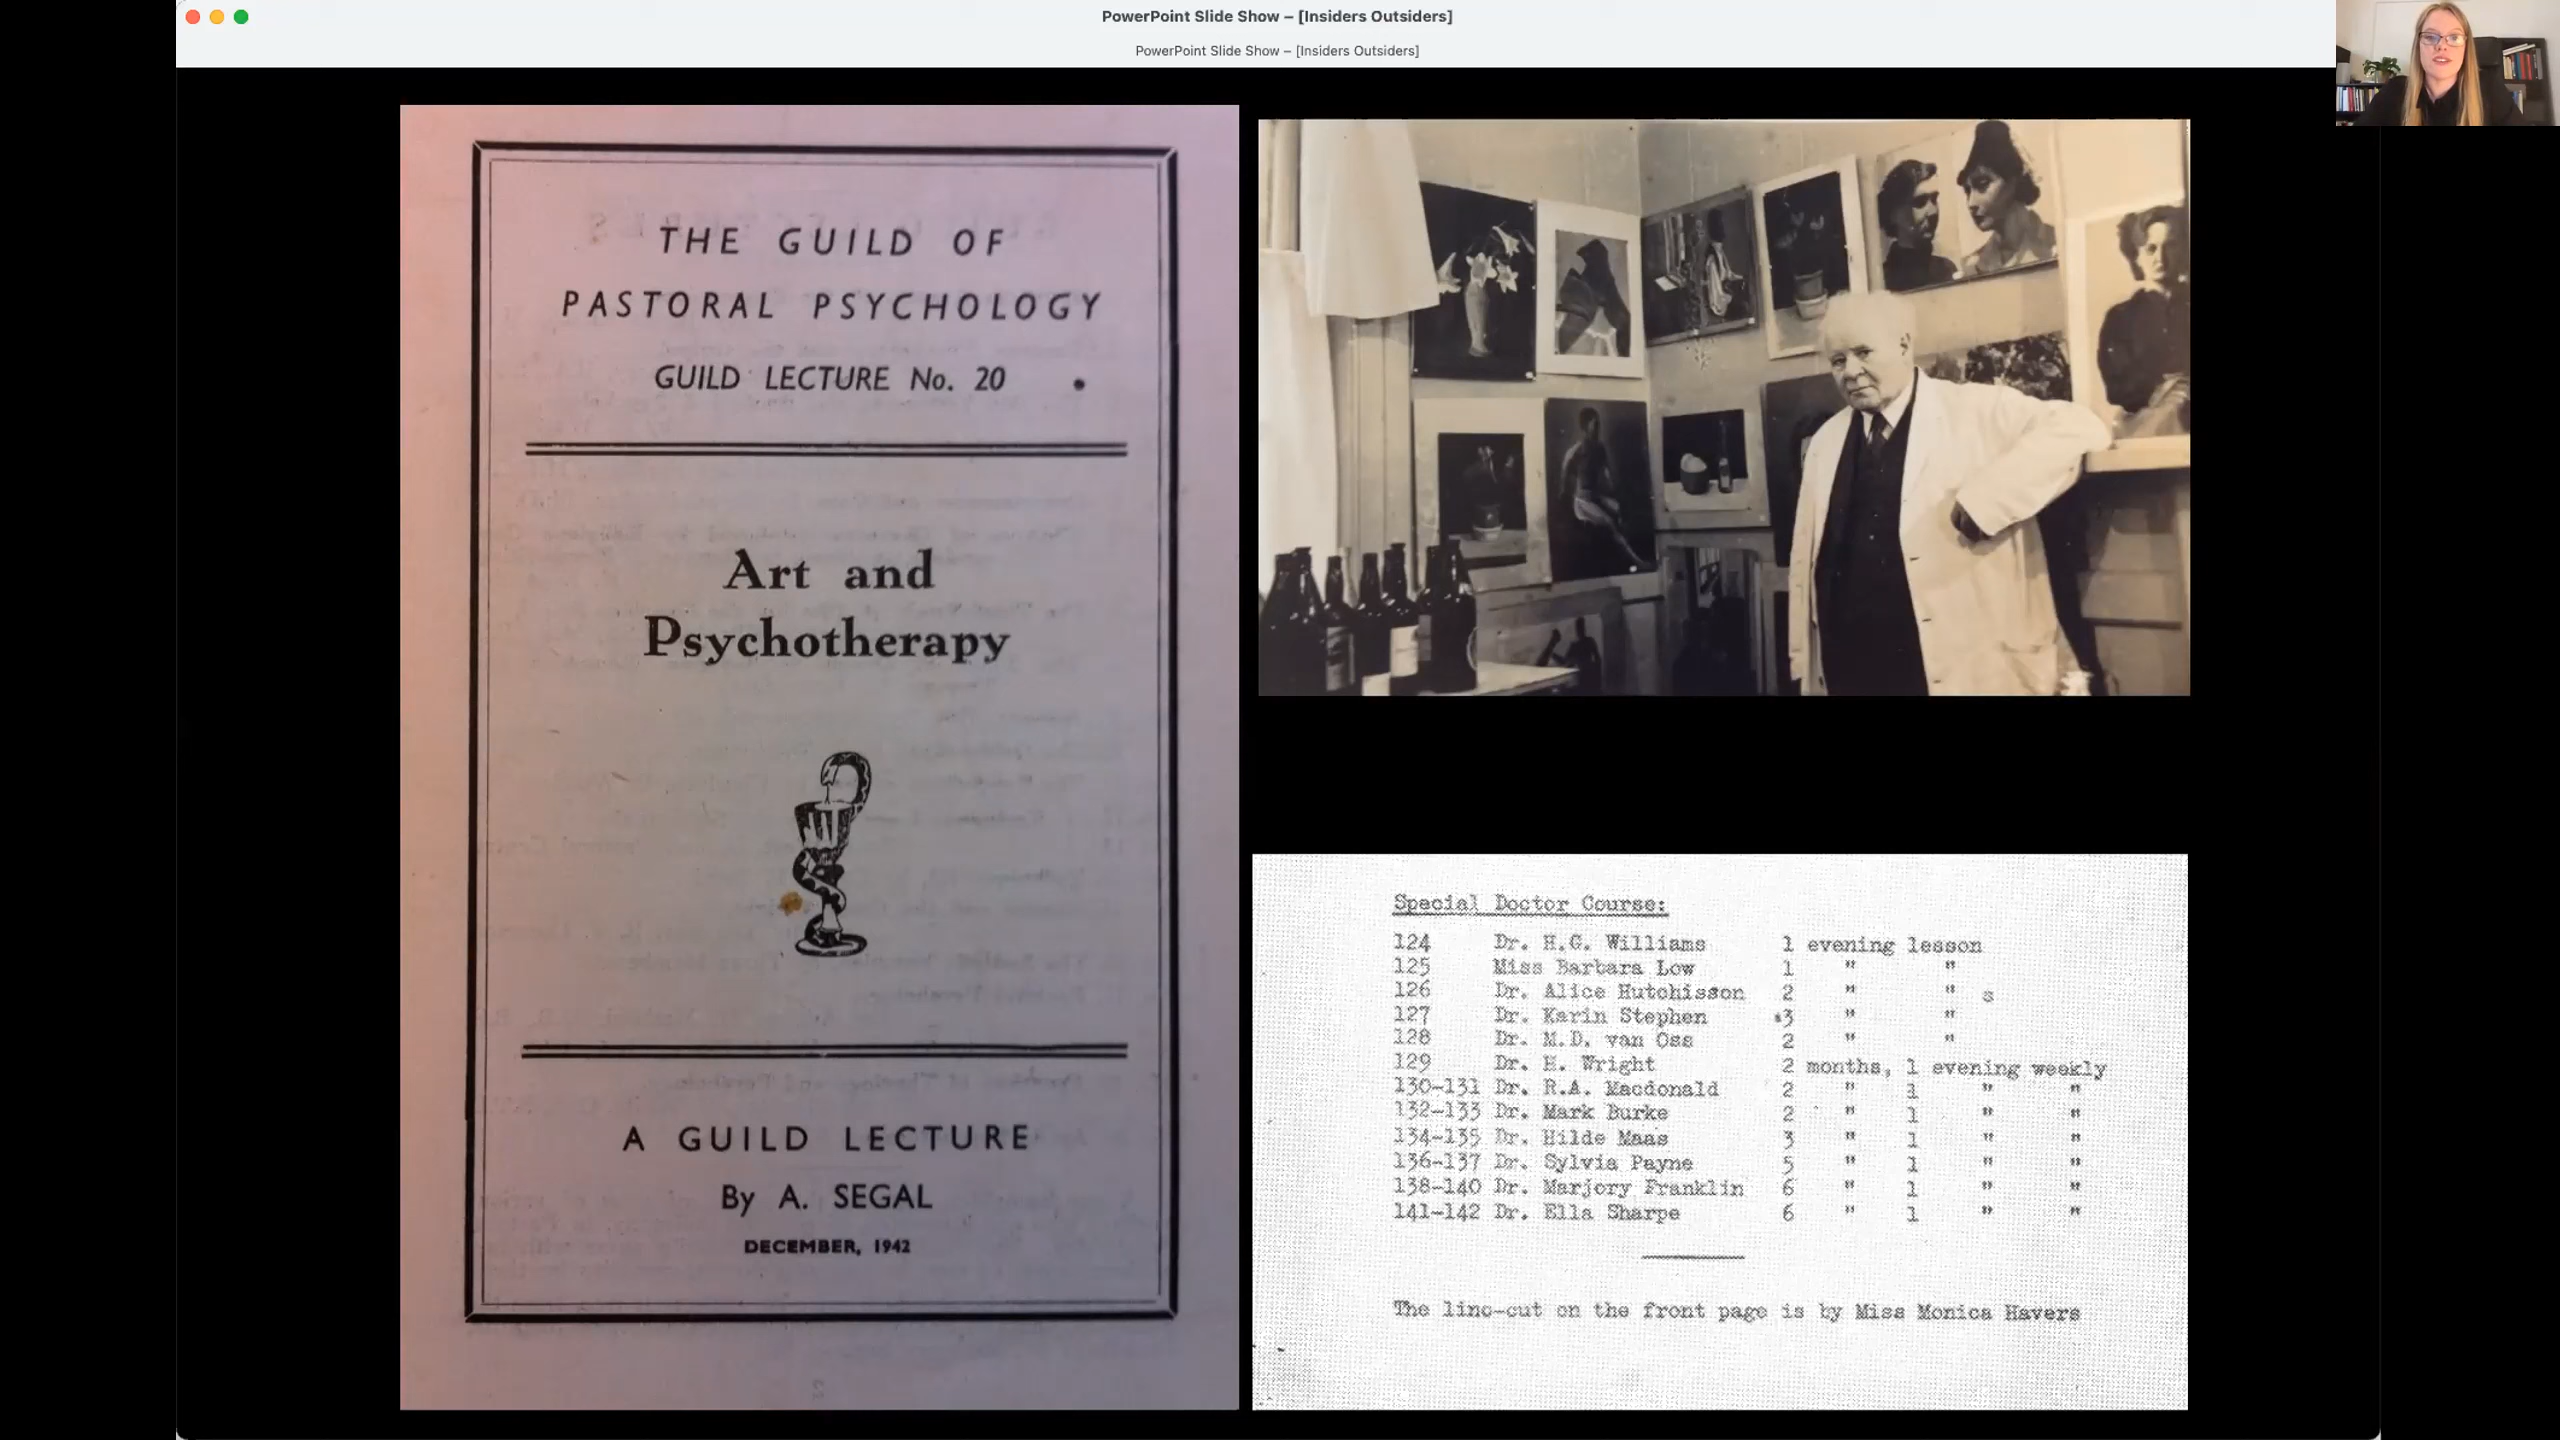 PowerPoint Slide Show – [Insiders Outsiders]
PowerPoint Slide Show – [Insiders Outsiders]
THE GUILD OF
PASTORAL PSYCHOLOGY
GUILD LECTURE No. 20
Art and
Psychotherapy
A GUILD LECTURE
By A. SEGAL
DECEMBER, 1942
Special Doctor Course:
124 Dr. H.G. Williams 1 evening lesson
125 Miss Barbara Low 1 " "
126 Dr. Alice Hutchisson 2 " " s
127 Dr. Karin Stephen 3 " "
128 Dr. M.D. van Oss 2 " "
129 Dr. H. Wright 2 months, 1 evening weekly
130-131 Dr. R.A. Macdonald 2 " 1 " "
132-133 Dr. Mark Burke 2 " 1 " "
134-135 Dr. Hilde Maas 3 " 1 " "
136-137 Dr. Sylvia Payne 5 " 1 " "
138-140 Dr. Marjory Franklin 6 " 1 " "
141-142 Dr. Ella Sharpe 6 " 1 " "
The lino-cut on the front page is by Miss Monica Havers